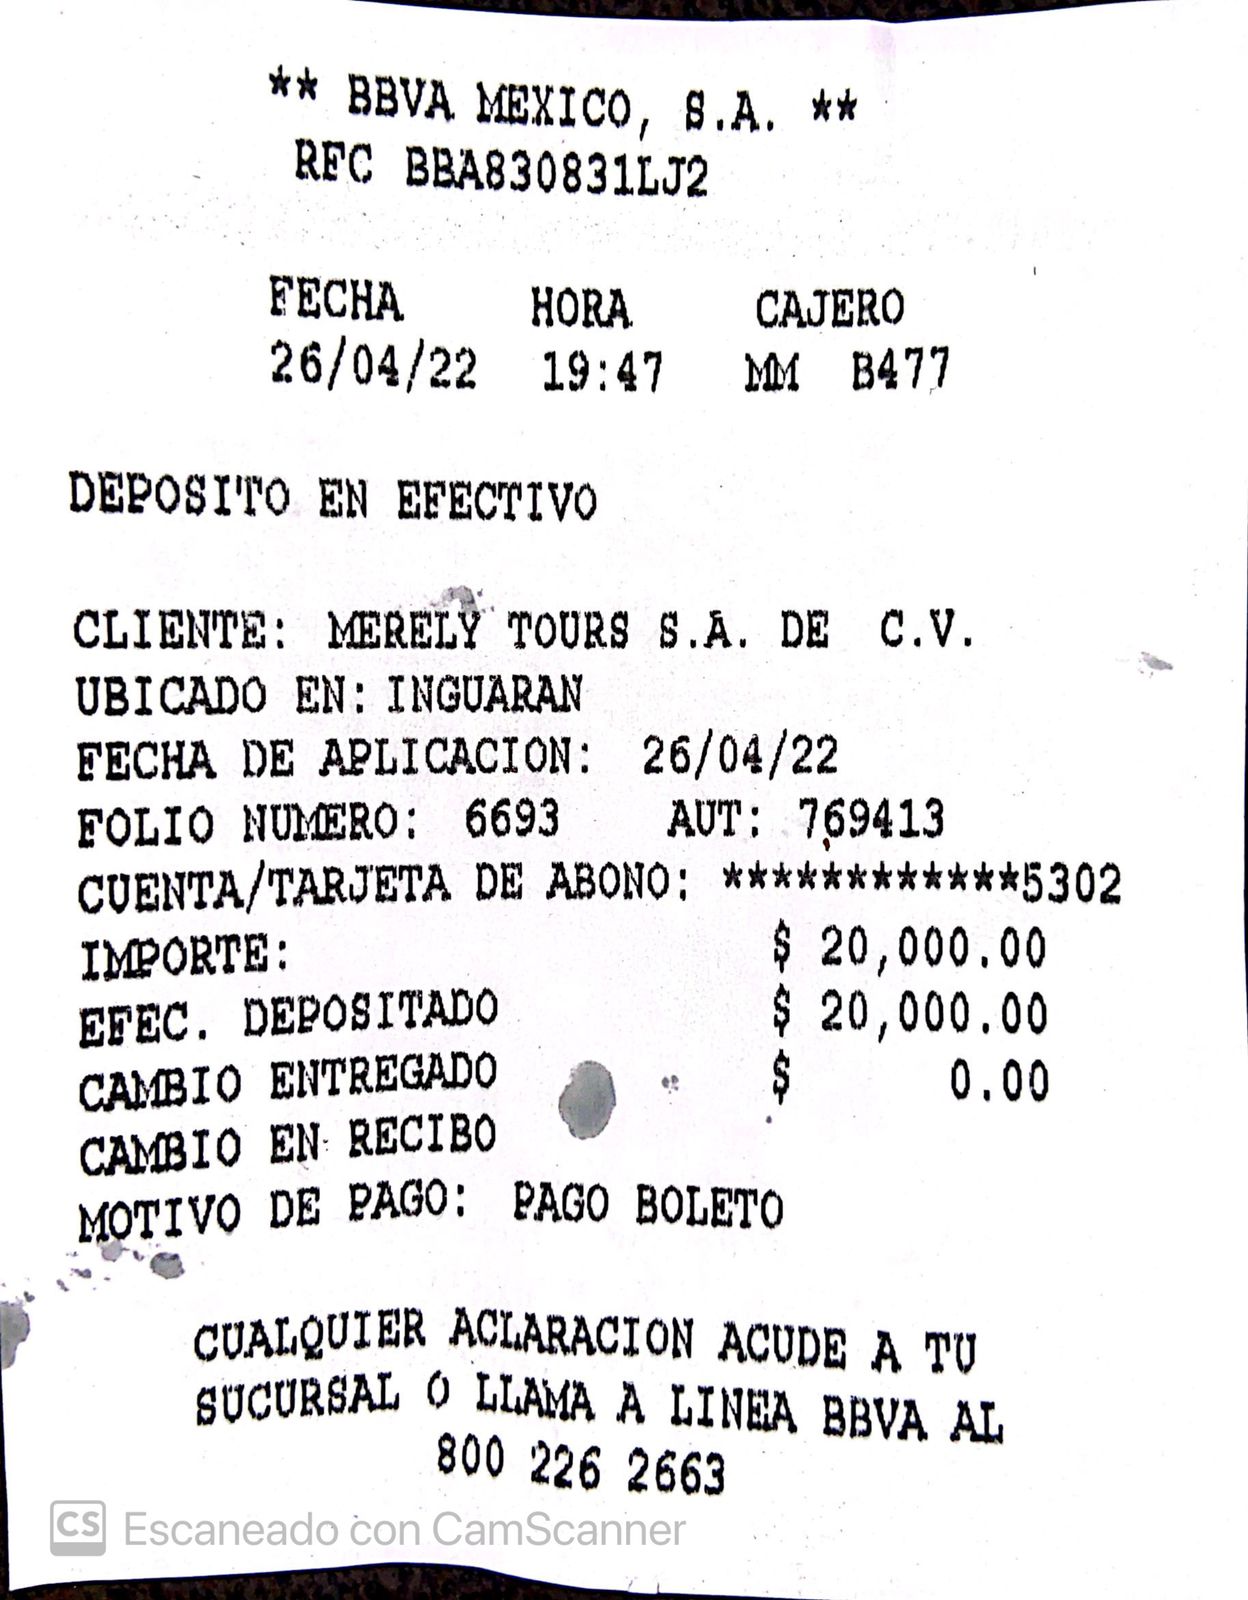 ** BBVA MEXICO, S.A. **
RFC BBA830831LJ2
FECHA HORA CAJERO
26/04/22 19:47 MM B477
DEPOSITO EN EFECTIVO
CLIENTE: MERELY TOURS S.A. DE C.V.
UBICADO EN: INGUARAN
FECHA DE APLICACION: 26/04/22
FOLIO NUMERO: 6693 AUT: 769413
CUENTA/TARJETA DE ABONO: ************5302
IMPORTE: $ 20,000.00
EFEC. DEPOSITADO $ 20,000.00
CAMBIO ENTREGADO $ 0.00
CAMBIO EN RECIBO
MOTIVO DE PAGO: PAGO BOLETO
CUALQUIER ACLARACION ACUDE A TU
SUCURSAL O LLAMA A LINEA BBVA AL
800 226 2663
CS Escaneado con CamScanner